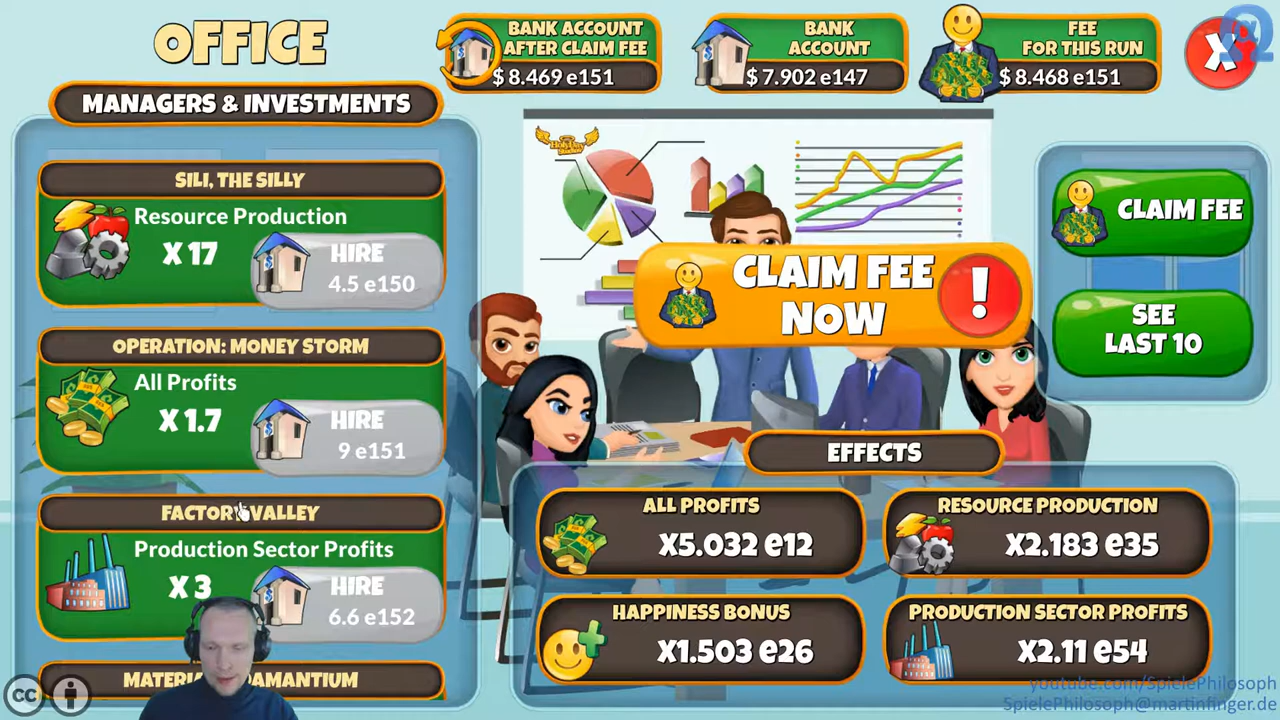 OFFICE
BANK ACCOUNT
AFTER CLAIM FEE
$ 8.469 e151
BANK
ACCOUNT
$ 7.902 e147
FEE
FOR THIS RUN
$ 8.468 e151
X
MANAGERS & INVESTMENTS
SILI, THE SILLY
Resource Production
X 17
HIRE
4.5 e150
OPERATION: MONEY STORM
All Profits
X 1.7
HIRE
9 e151
Production Sector Profits
X 3
HIRE
6.6 e152
HolyDay
Studios
CLAIM FEE
NOW
!
CLAIM FEE
SEE
LAST 10
EFFECTS
ALL PROFITS
X5.032 e12
RESOURCE PRODUCTION
X2.183 e35
HAPPINESS BONUS
X1.503 e26
PRODUCTION SECTOR PROFITS
X2.11 e54
CC
youtube.com/SpielePhilosoph
SpielePhilosoph@martinfinger.de